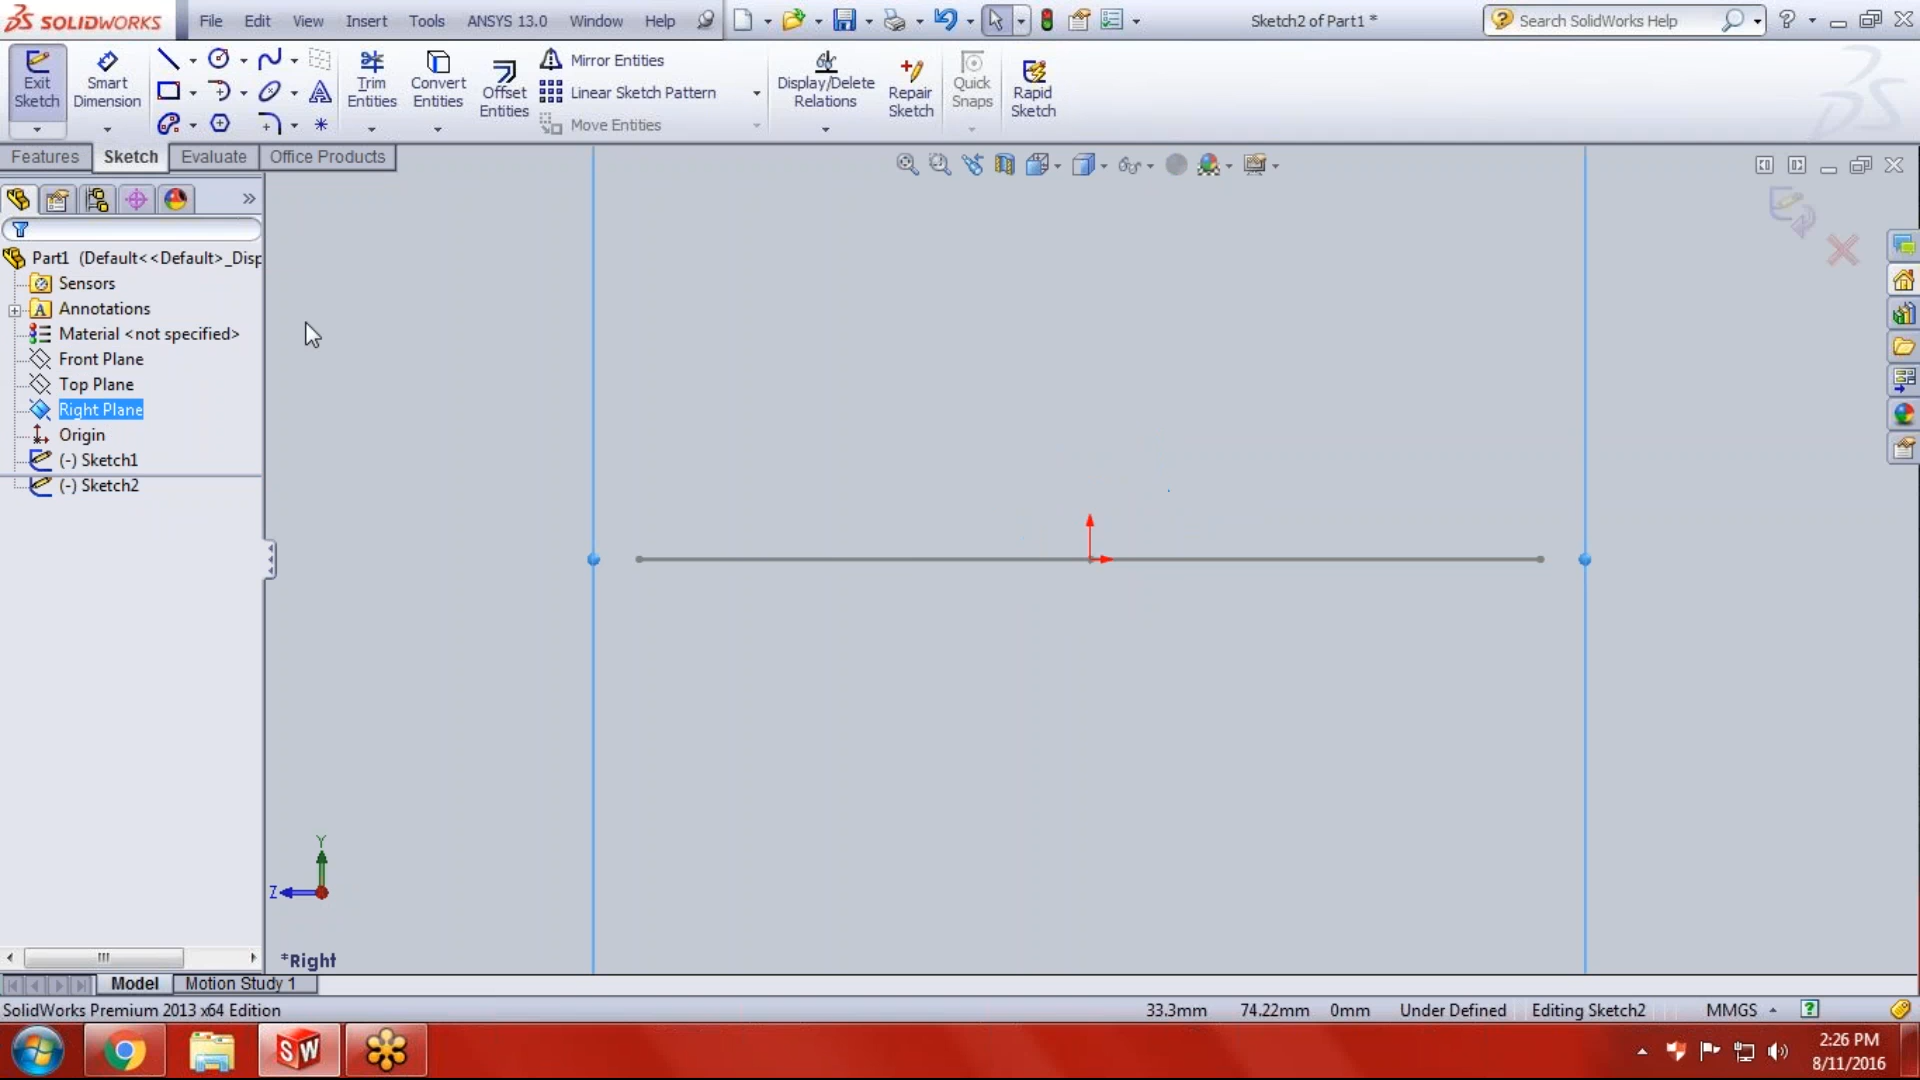 SOLIDWORKS File Edit View Insert Tools ANSYS 13.0 Window Help Sketch2 of Part1 * Search SolidWorks Help
Exit Sketch
Smart Dimension
Trim Entities
Convert Entities
Offset Entities
Mirror Entities
Linear Sketch Pattern
Move Entities
Display/Delete Relations
Repair Sketch
Quick Snaps
Rapid Sketch
Features Sketch Evaluate Office Products
Part1 (Default<<Default>_Disp
Sensors
A Annotations
Material <not specified>
Front Plane
Top Plane
Right Plane
Origin
(-) Sketch1
(-) Sketch2
Y
Z
*Right
Model Motion Study 1
SolidWorks Premium 2013 x64 Edition 33.3mm 74.22mm 0mm Under Defined Editing Sketch2 MMGS
SW
2:26 PM
8/11/2016